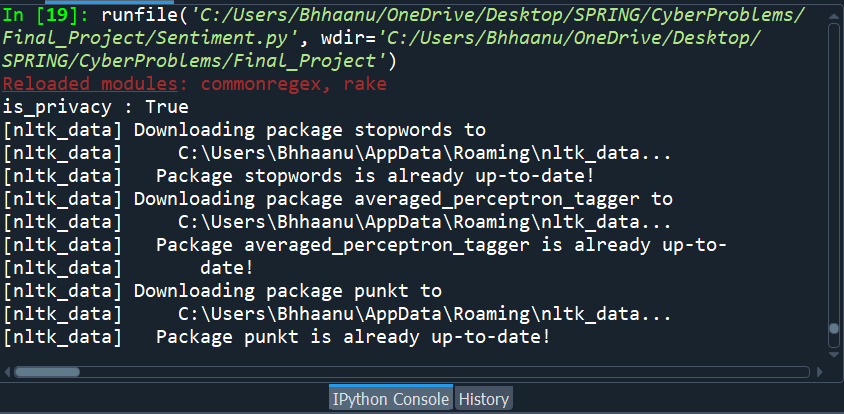 In [19]: runfile('C:/Users/Bhhaanu/OneDrive/Desktop/SPRING/CyberProblems/
Final_Project/Sentiment.py', wdir='C:/Users/Bhhaanu/OneDrive/Desktop/
SPRING/CyberProblems/Final_Project')
Reloaded modules: commonregex, rake
is_privacy : True
[nltk_data] Downloading package stopwords to
[nltk_data]     C:\Users\Bhhaanu\AppData\Roaming\nltk_data...
[nltk_data]   Package stopwords is already up-to-date!
[nltk_data] Downloading package averaged_perceptron_tagger to
[nltk_data]     C:\Users\Bhhaanu\AppData\Roaming\nltk_data...
[nltk_data]   Package averaged_perceptron_tagger is already up-to-
[nltk_data]       date!
[nltk_data] Downloading package punkt to
[nltk_data]     C:\Users\Bhhaanu\AppData\Roaming\nltk_data...
[nltk_data]   Package punkt is already up-to-date!
IPython Console History